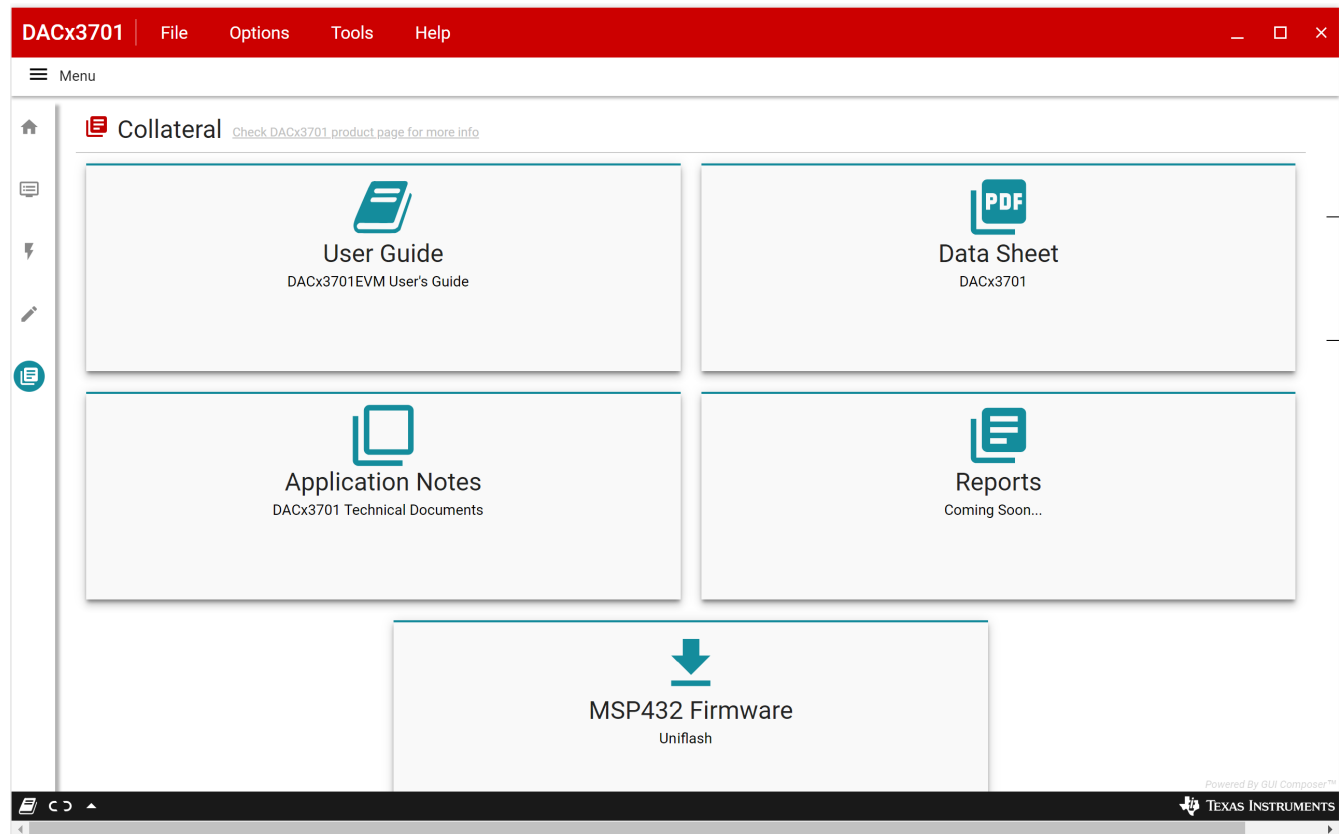 DACx3701 File Options Tools Help
Menu
Collateral Check DACx3701 product page for more info
User Guide
DACx3701EVM User's Guide
PDF
Data Sheet
DACx3701
Application Notes
DACx3701 Technical Documents
Reports
Coming Soon...
MSP432 Firmware
Uniflash
Powered By GUI Composer™
TEXAS INSTRUMENTS